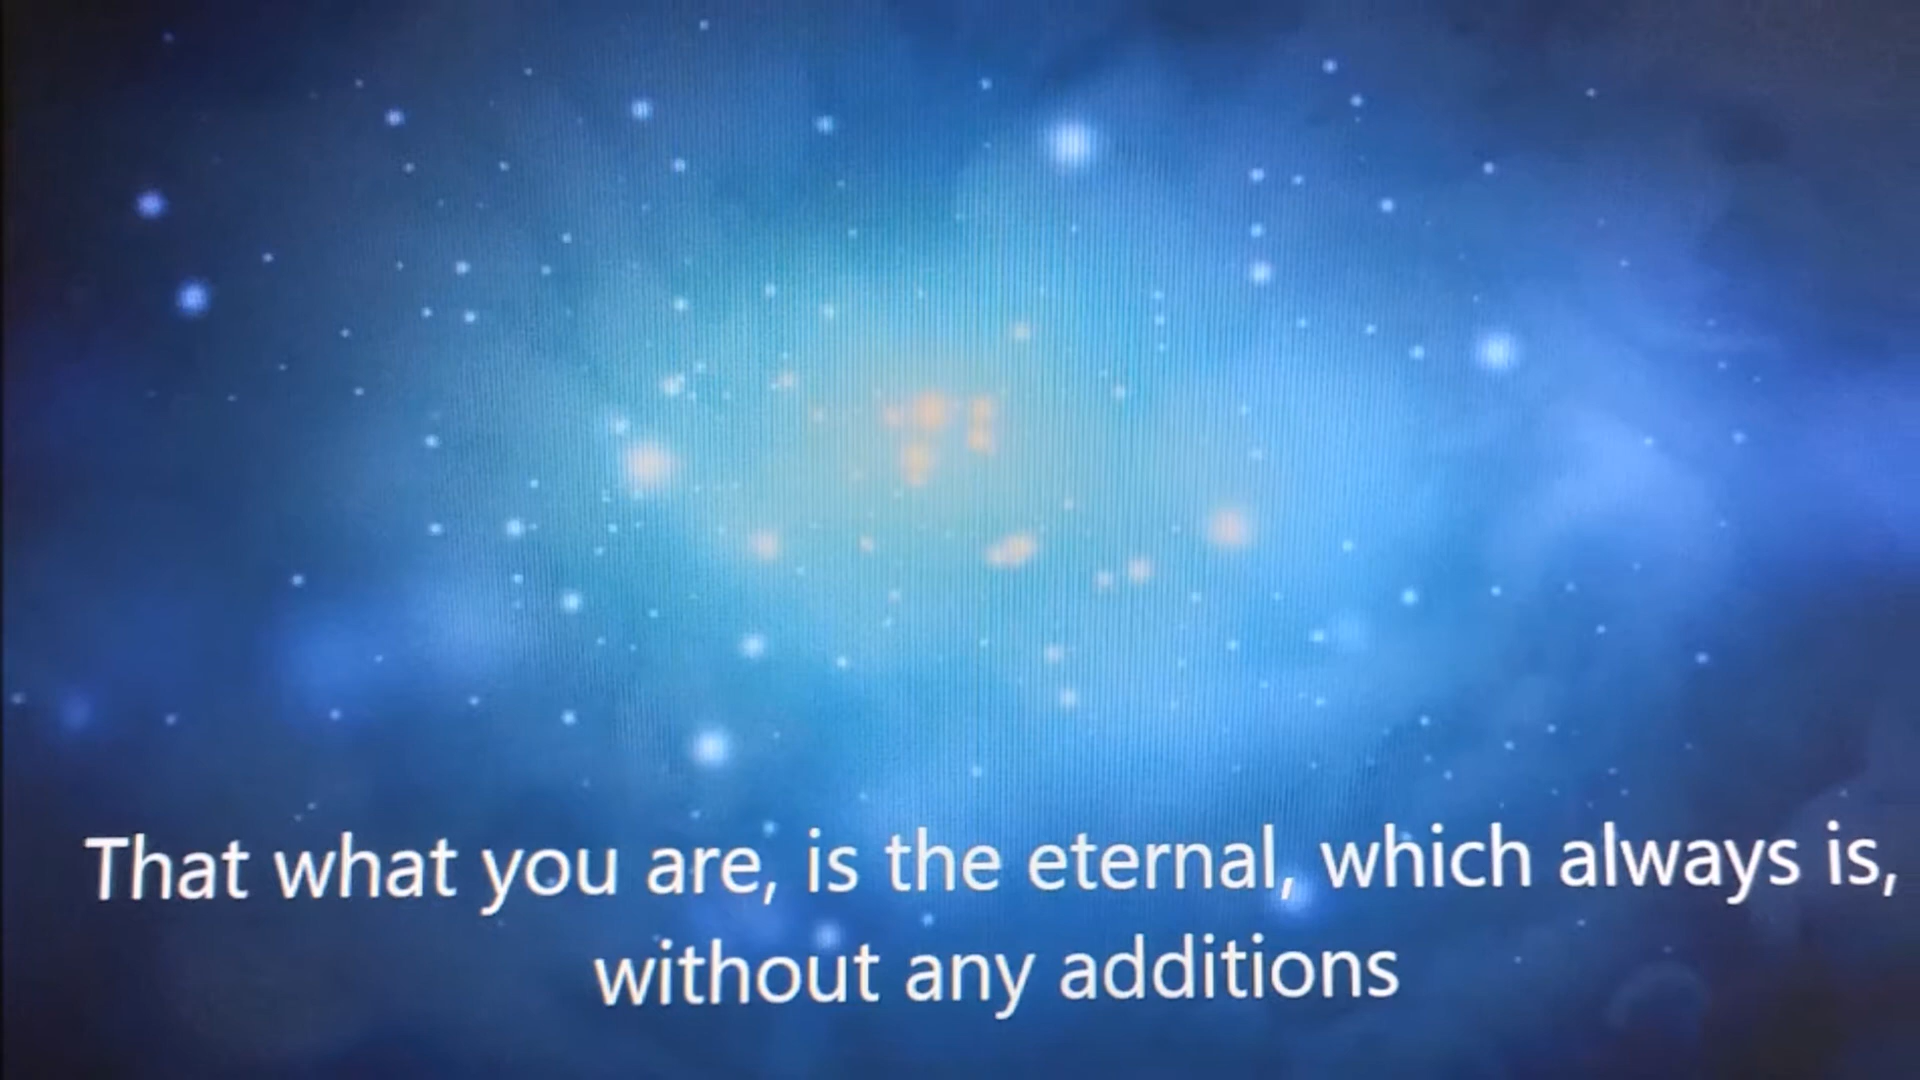 That what you are, is the eternal, which always is,
without any additions